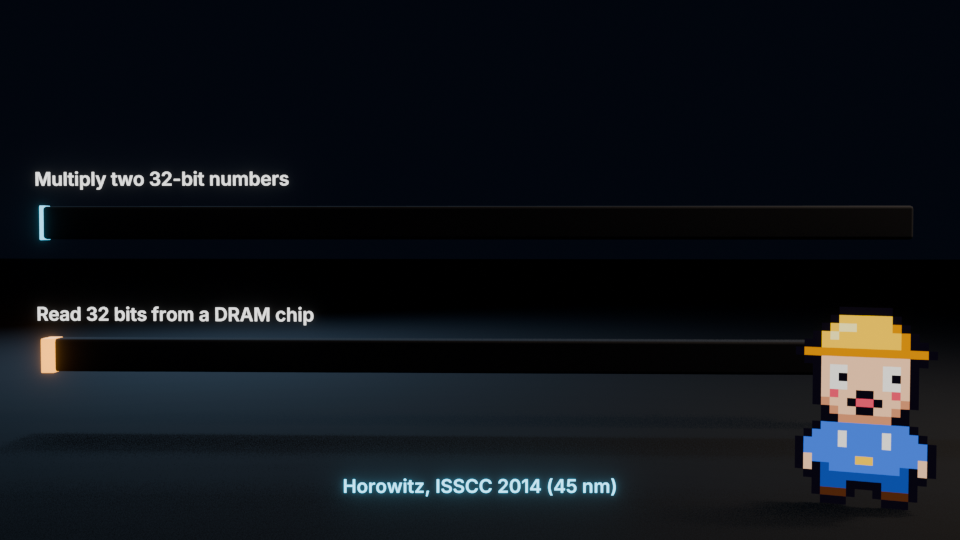 Multiply two 32-bit numbers
Read 32 bits from a DRAM chip
Horowitz, ISSCC 2014 (45 nm)